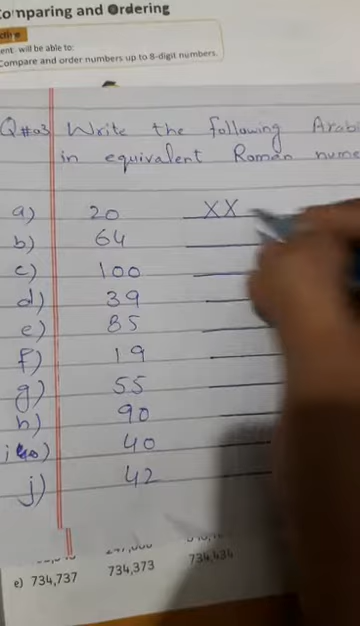 Comparing and Ordering
ent will be able to:
Compare and order numbers up to 8-digit numbers.
Q#03 Write the following Arabi
in equivalent Roman nume
a) 20 XX
b) 64
c) 100
d) 39
e) 85
f) 19
g) 55
h) 90
i) 40
j) 42
e) 734,737 734,373 734,434